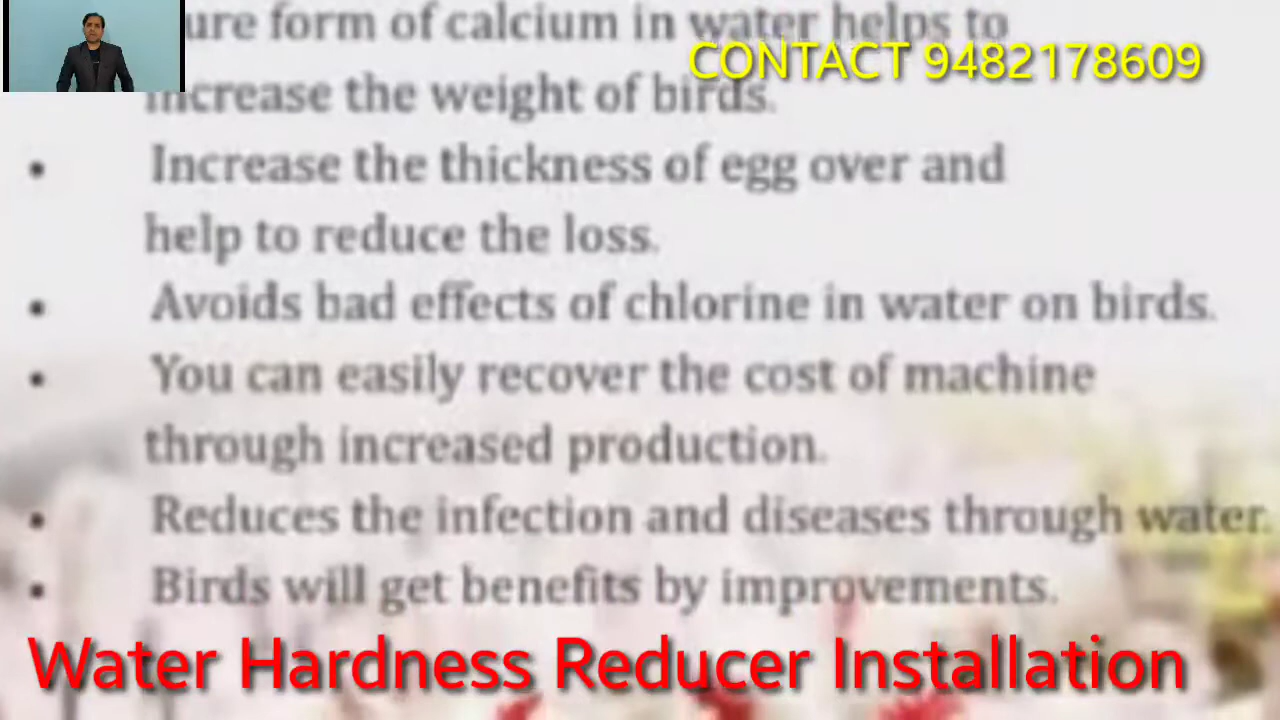 ure form of calcium in water helps to
CONTACT 9482178609
increase the weight of birds.
• Increase the thickness of egg over and
help to reduce the loss.
• Avoids bad effects of chlorine in water on birds.
• You can easily recover the cost of machine
through increased production.
• Reduces the infection and diseases through water.
• Birds will get benefits by improvements.
Water Hardness Reducer Installation